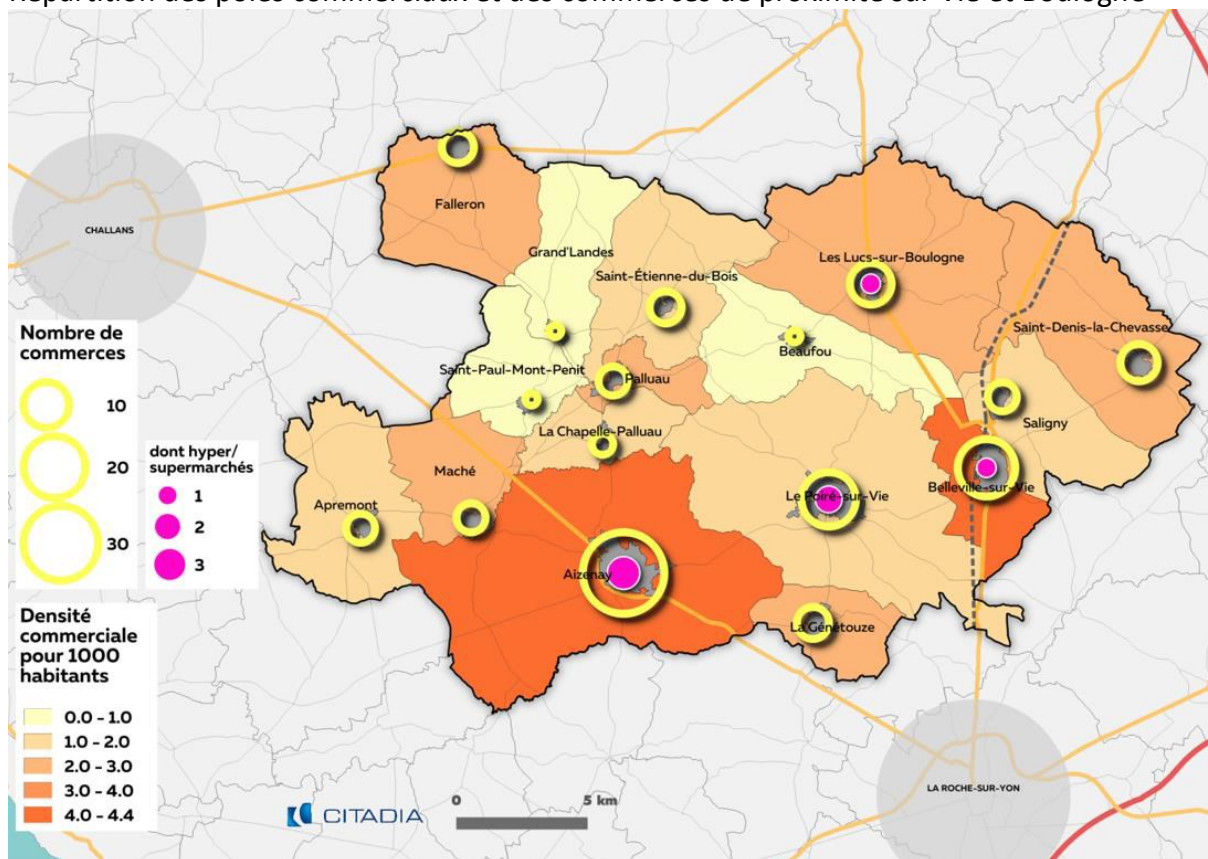 Répartition des pôles commerciaux et des commerces de proximité sur Vie et Boulogne
CHALLANS
Falleron
Grand'Landes
Saint-Étienne-du-Bois
Les Lucs-sur-Boulogne
Saint-Denis-la-Chevasse
Beaufou
Saint-Paul-Mont-Penit
Palluau
Saligny
La Chapelle-Palluau
Maché
Apremont
Le Poiré-sur-Vie
Belleville-sur-Vie
Aizenay
La Génétouze
LA ROCHE-SUR-YON
Nombre de
commerces
10
20
30
dont hyper/
supermarchés
1
2
3
Densité
commerciale
pour 1000
habitants
0.0 - 1.0
1.0 - 2.0
2.0 - 3.0
3.0 - 4.0
4.0 - 4.4
CITADIA
0 5 km